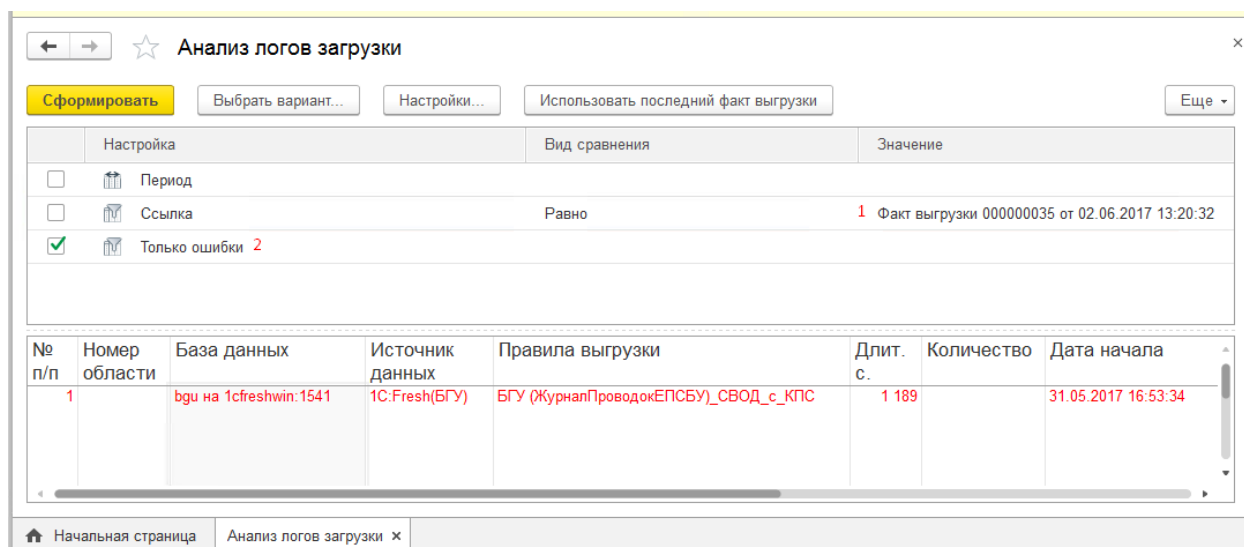 Анализ логов загрузки
×
Сформировать Выбрать вариант... Настройки... Использовать последний факт выгрузки Еще
Настройка Вид сравнения Значение
Период
Ссылка Равно 1 Факт выгрузки 000000035 от 02.06.2017 13:20:32
Только ошибки 2
№ Номер База данных Источник Правила выгрузки Длит. Количество Дата начала
п/п области данных с.
1 bgu на 1cfreshwin:1541 1C:Fresh(БГУ) БГУ (ЖурналПроводокЕПСБУ)_СВОД_с_КПС 1 189 31.05.2017 16:53:34
Начальная страница Анализ логов загрузки ×